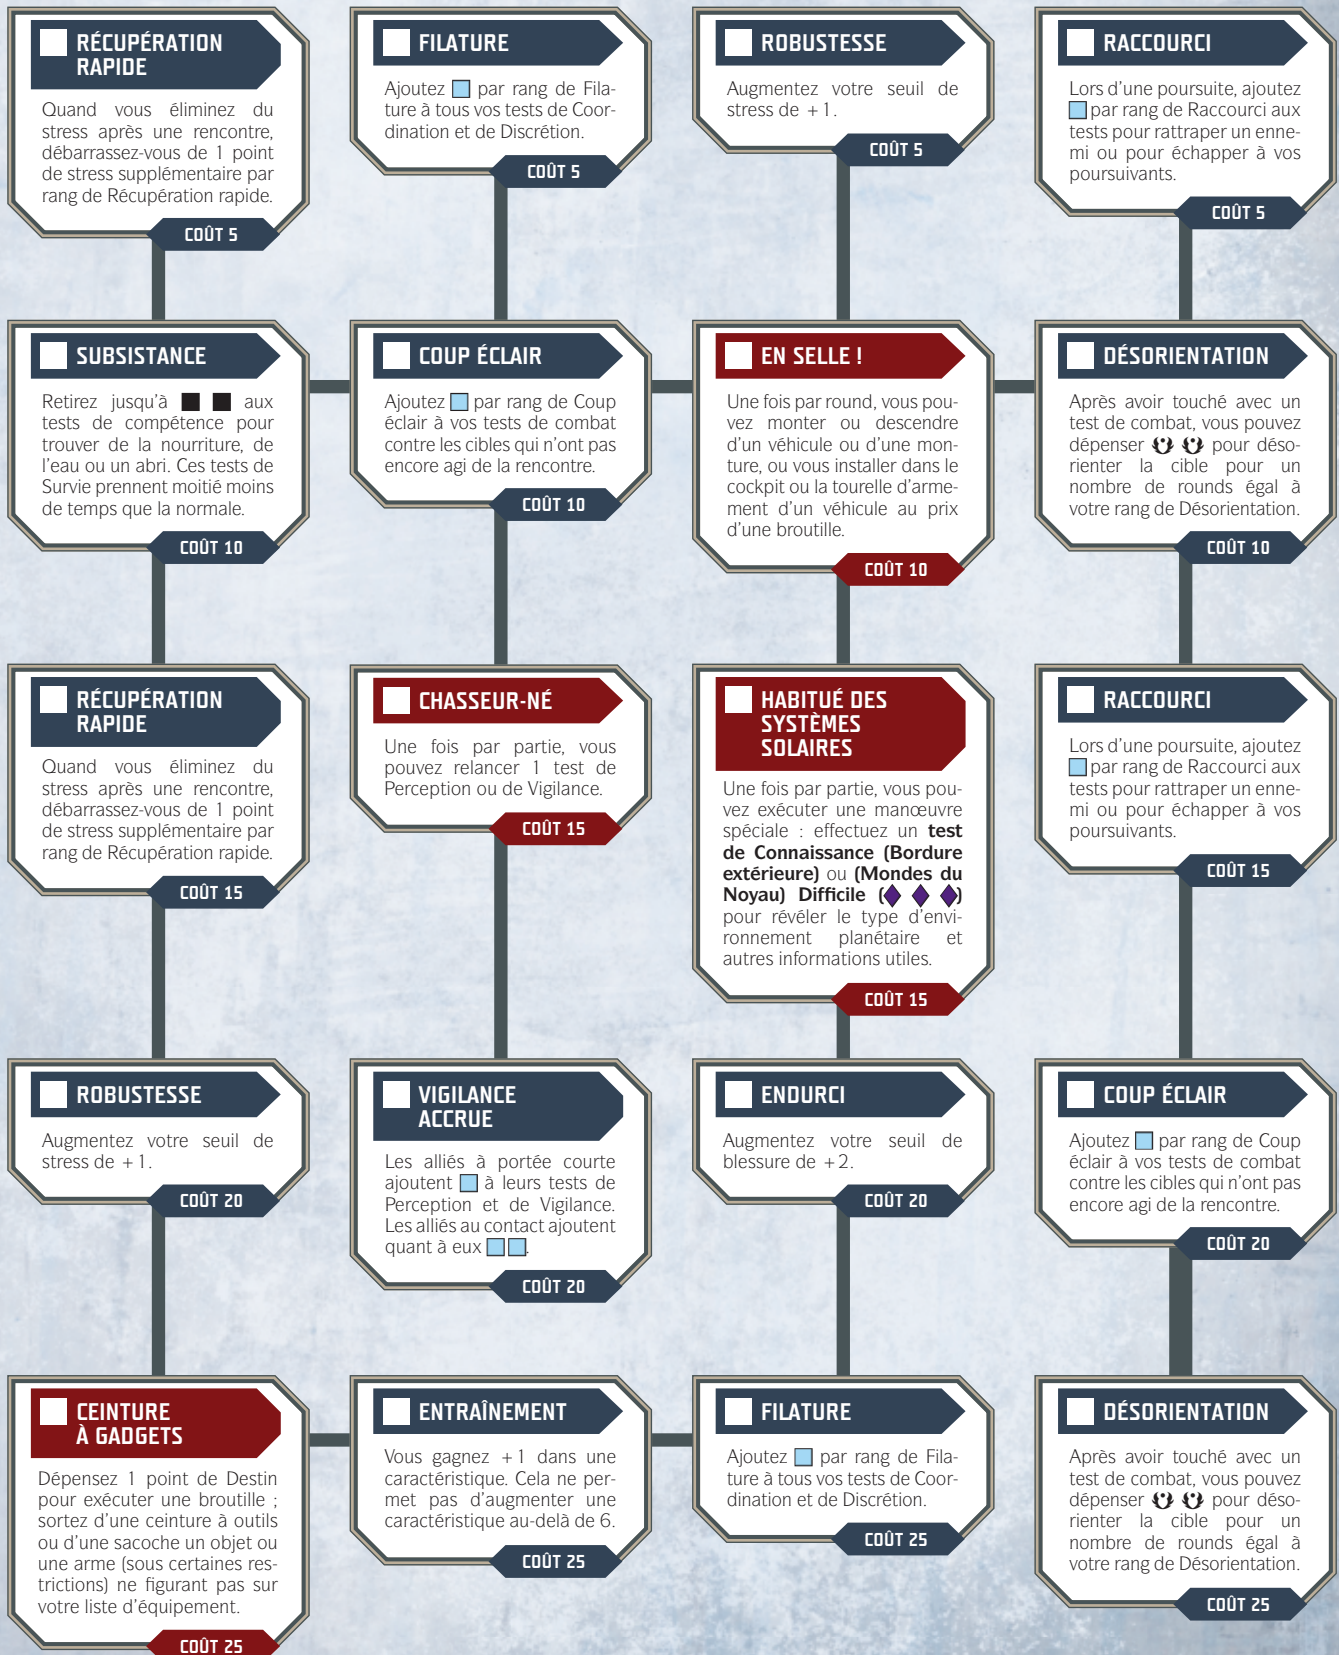 RÉCUPÉRATION
RAPIDE
Quand vous éliminez du
stress après une rencontre,
débarrassez-vous de 1 point
de stress supplémentaire par
rang de Récupération rapide.
COÛT 5
FILATURE
Ajoutez par rang de Fila-
ture à tous vos tests de Coor-
dination et de Discrétion.
COÛT 5
ROBUSTESSE
Augmentez votre seuil de
stress de +1.
COÛT 5
RACCOURCI
Lors d'une poursuite, ajoutez
par rang de Raccourci aux
tests pour rattraper un enne-
mi ou pour échapper à vos
poursuivants.
COÛT 5
SUBSISTANCE
Retirez jusqu'à aux
tests de compétence pour
trouver de la nourriture, de
l'eau ou un abri. Ces tests de
Survie prennent moitié moins
de temps que la normale.
COÛT 10
COUP ÉCLAIR
Ajoutez par rang de Coup
éclair à vos tests de combat
contre les cibles qui n'ont pas
encore agi de la rencontre.
COÛT 10
EN SELLE !
Une fois par round, vous pou-
vez monter ou descendre
d'un véhicule ou d'une mon-
ture, ou vous installer dans le
cockpit ou la tourelle d'arme-
ment d'un véhicule au prix
d'une broutille.
COÛT 10
DÉSORIENTATION
Après avoir touché avec un
test de combat, vous pouvez
dépenser pour déso-
rienter la cible pour un
nombre de rounds égal à
votre rang de Désorientation.
COÛT 10
RÉCUPÉRATION
RAPIDE
Quand vous éliminez du
stress après une rencontre,
débarrassez-vous de 1 point
de stress supplémentaire par
rang de Récupération rapide.
COÛT 15
CHASSEUR-NÉ
Une fois par partie, vous
pouvez relancer 1 test de
Perception ou de Vigilance.
COÛT 15
HABITUÉ DES
SYSTÈMES
SOLAIRES
Une fois par partie, vous pou-
vez exécuter une manœuvre
spéciale : effectuez un test
de Connaissance (Bordure
extérieure) ou (Mondes du
Noyau) Difficile (◆ ◆ ◆)
pour révéler le type d'envi-
ronnement planétaire et
autres informations utiles.
COÛT 15
RACCOURCI
Lors d'une poursuite, ajoutez
par rang de Raccourci aux
tests pour rattraper un enne-
mi ou pour échapper à vos
poursuivants.
COÛT 15
ROBUSTESSE
Augmentez votre seuil de
stress de +1.
COÛT 20
VIGILANCE
ACCRUE
Les alliés à portée courte
ajoutent à leurs tests de
Perception et de Vigilance.
Les alliés au contact ajoutent
quant à eux .
COÛT 20
ENDURCI
Augmentez votre seuil de
blessure de +2.
COÛT 20
COUP ÉCLAIR
Ajoutez par rang de Coup
éclair à vos tests de combat
contre les cibles qui n'ont pas
encore agi de la rencontre.
COÛT 20
CEINTURE
À GADGETS
Dépensez 1 point de Destin
pour exécuter une broutille ;
sortez d'une ceinture à outils
ou d'une sacoche un objet ou
une arme (sous certaines res-
trictions) ne figurant pas sur
votre liste d'équipement.
COÛT 25
ENTRAÎNEMENT
Vous gagnez +1 dans une
caractéristique. Cela ne per-
met pas d'augmenter une
caractéristique au-delà de 6.
COÛT 25
FILATURE
Ajoutez par rang de Fila-
ture à tous vos tests de Coor-
dination et de Discrétion.
COÛT 25
DÉSORIENTATION
Après avoir touché avec un
test de combat, vous pouvez
dépenser pour déso-
rienter la cible pour un
nombre de rounds égal à
votre rang de Désorientation.
COÛT 25